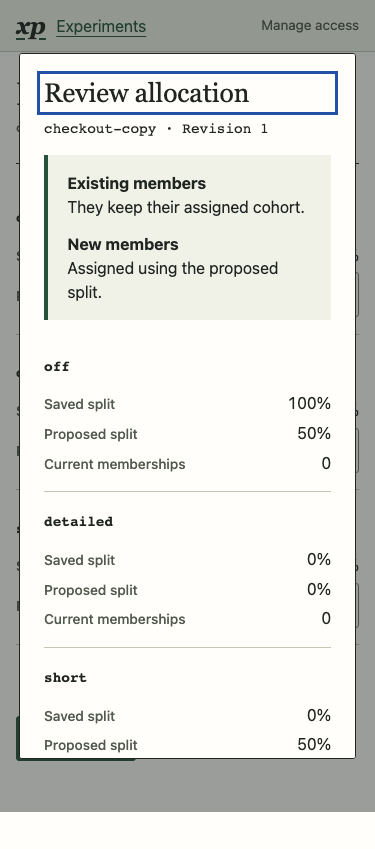 xp Experiments Manage access
Review allocation
checkout-copy · Revision 1
Existing members
They keep their assigned cohort.
New members
Assigned using the proposed
split.
off
Saved split 100%
Proposed split 50%
Current memberships 0
detailed
Saved split 0%
Proposed split 0%
Current memberships 0
short
Saved split 0%
Proposed split 50%